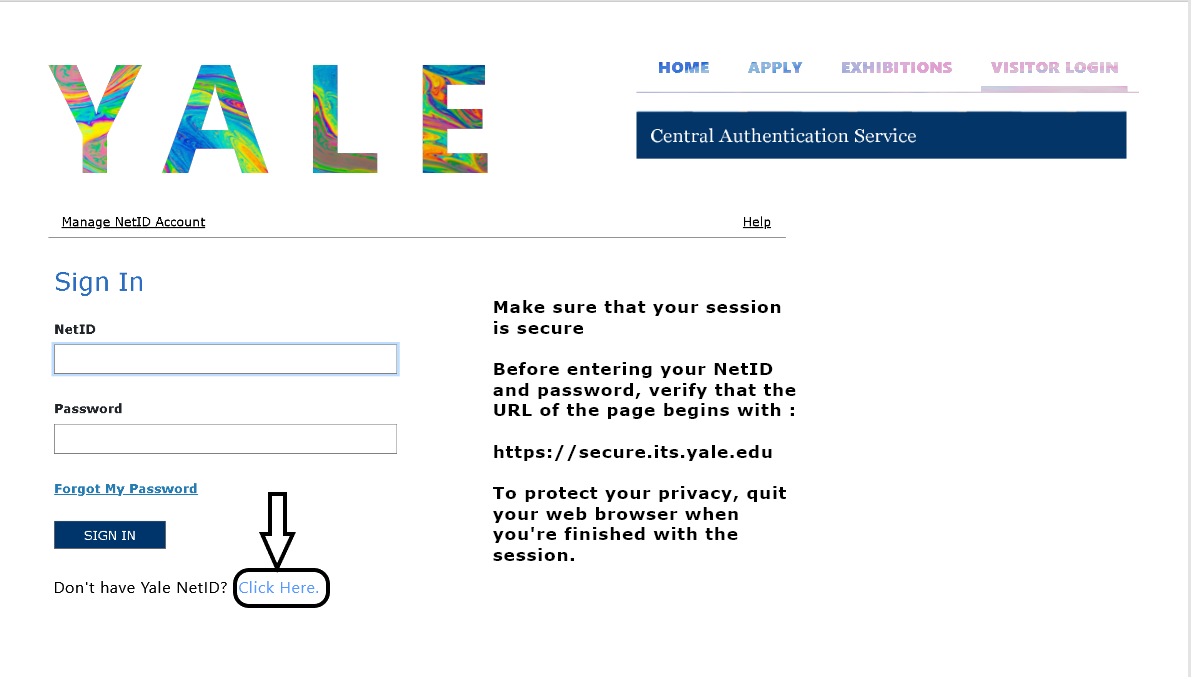 YALE
HOME APPLY EXHIBITIONS VISITOR LOGIN
Central Authentication Service
Manage NetID Account
Help
Sign In
NetID
Password
Forgot My Password
SIGN IN
Don't have Yale NetID? Click Here.
Make sure that your session
is secure
Before entering your NetID
and password, verify that the
URL of the page begins with :
https://secure.its.yale.edu
To protect your privacy, quit
your web browser when
you're finished with the
session.